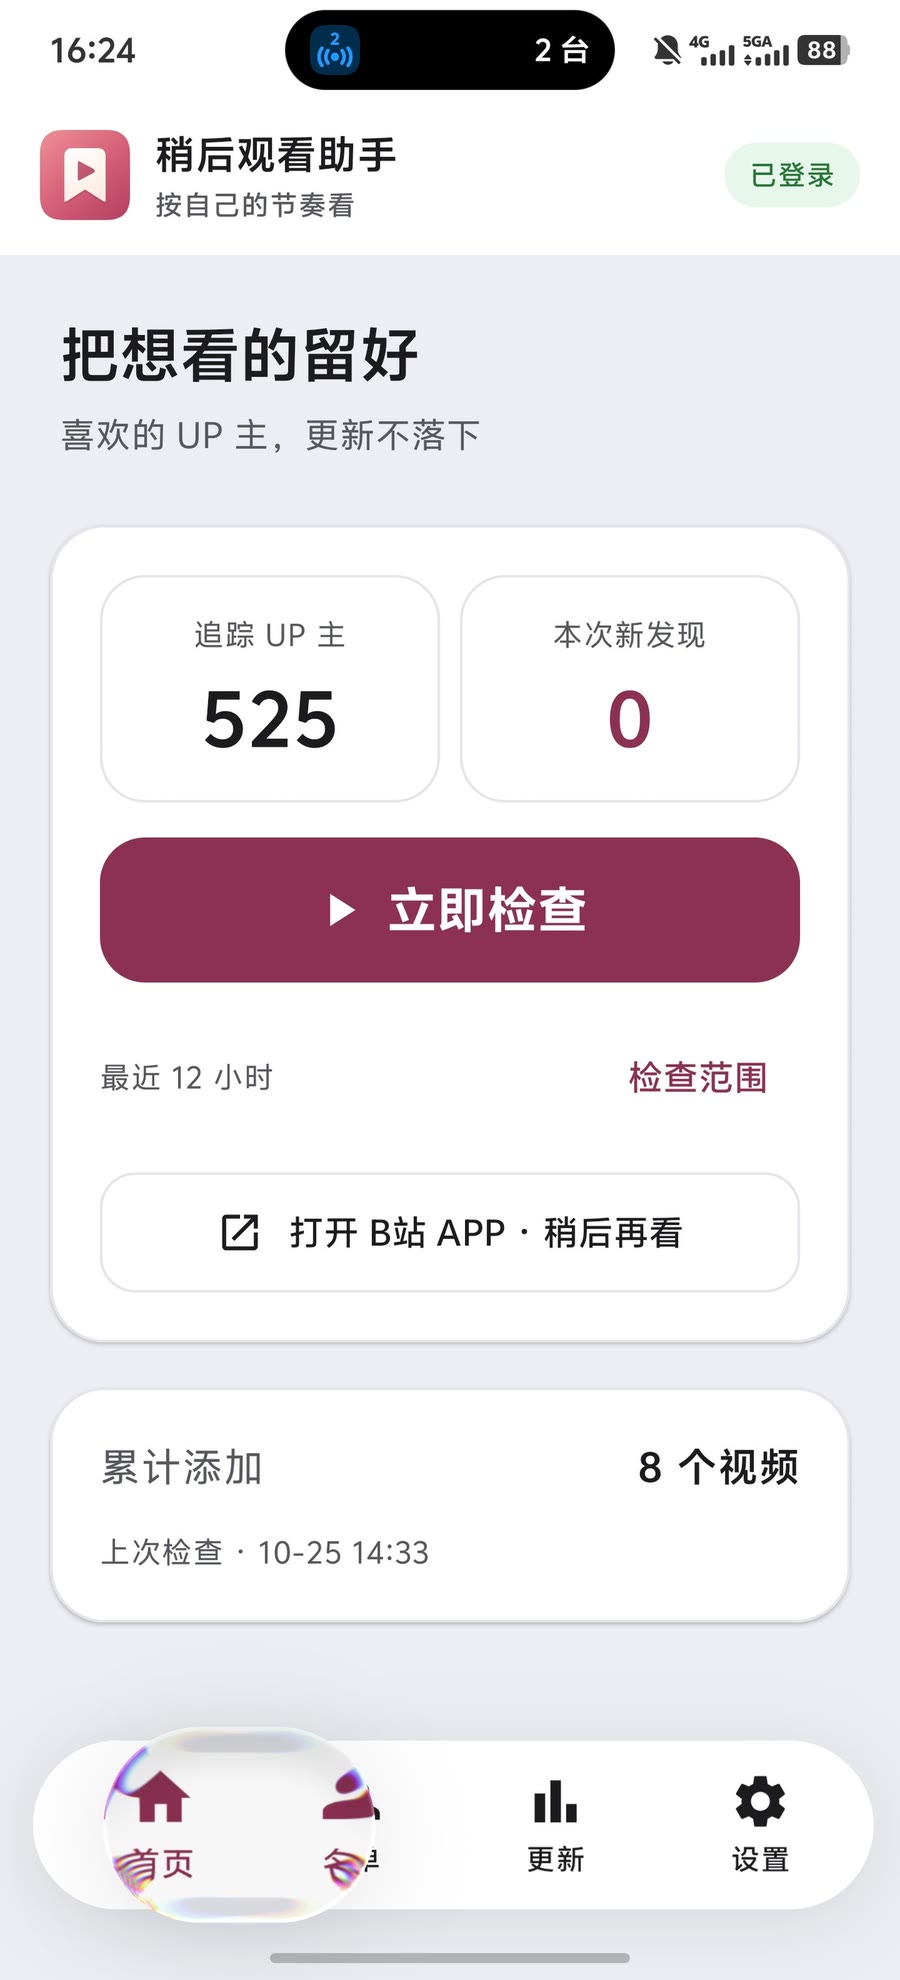 16:24
2
2 台
4G
5GA
88
稍后观看助手
按自己的节奏看
已登录
把想看的留好
喜欢的 UP 主，更新不落下
追踪 UP 主
525
本次新发现
0
立即检查
最近 12 小时
检查范围
打开 B站 APP · 稍后再看
累计添加
8 个视频
上次检查 · 10-25 14:33
首页
名单
更新
设置